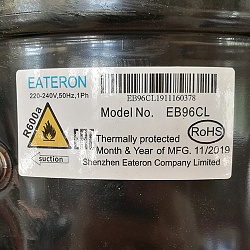 EATERON
220-240V,50Hz,1Ph
EB96CL1911160378
Model No. EB96CL
R600a
suction
RoHS
Thermally protected
Month & Year of MFG. 11/2019
Shenzhen Eateron Company Limited